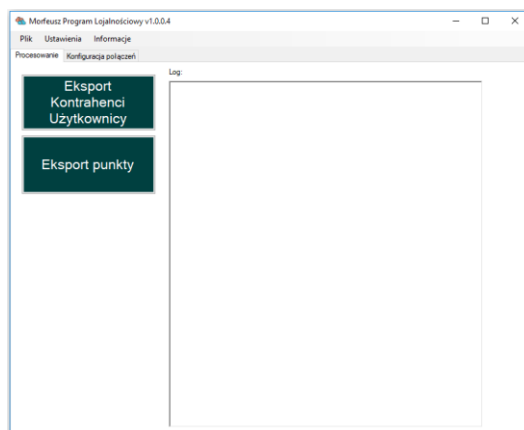 Morfeusz Program Lojalnościowy v1.0.0.4
Plik Ustawienia Informacje
Procesowanie Konfiguracja połączeń
Log:
Eksport
Kontrahenci
Użytkownicy
Eksport punkty